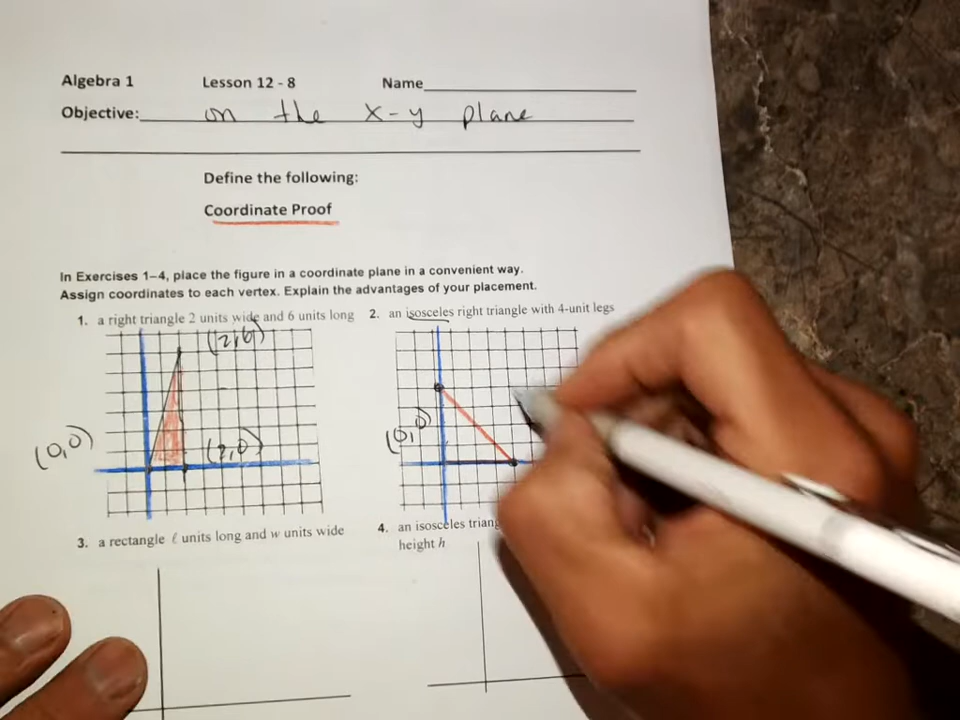 Algebra 1 Lesson 12 - 8 Name
Objective: on the x-y plane
Define the following:
Coordinate Proof
In Exercises 1–4, place the figure in a coordinate plane in a convenient way.
Assign coordinates to each vertex. Explain the advantages of your placement.
1. a right triangle 2 units wide and 6 units long
(2,6)
(0,0)
(2,0)
2. an isosceles right triangle with 4-unit legs
(0,0)
3. a rectangle ℓ units long and w units wide
4. an isosceles
height h